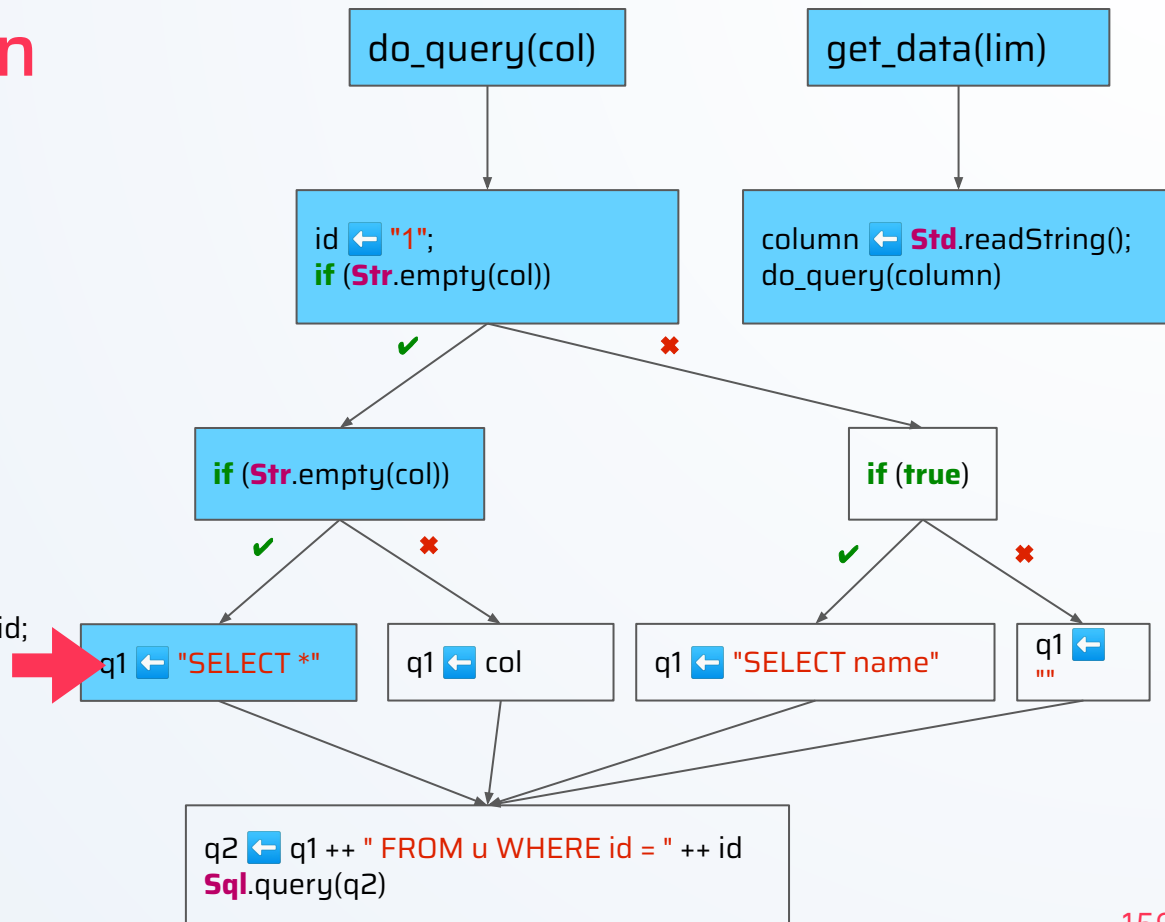 n
do_query(col)
get_data(lim)
id ⬅ "1";
if (Str.empty(col))
column ⬅ Std.readString();
do_query(column)
✔
✖
if (Str.empty(col))
if (true)
✔
✖
✔
✖
id;
q1 ⬅ "SELECT *"
q1 ⬅ col
q1 ⬅ "SELECT name"
q1 ⬅
""
q2 ⬅ q1 ++ " FROM u WHERE id = " ++ id
Sql.query(q2)